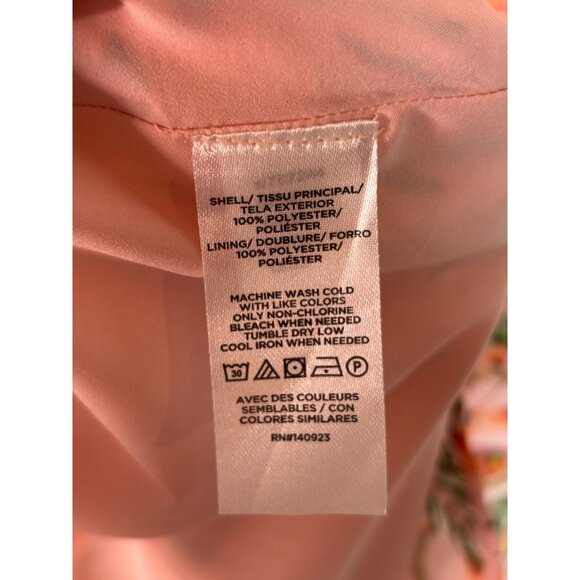 SHELL/ TISSU PRINCIPAL/
TELA EXTERIOR
100% POLYESTER/
POLIÉSTER
LINING/ DOUBLURE/ FORRO
100% POLYESTER/
POLIÉSTER
MACHINE WASH COLD
WITH LIKE COLORS
ONLY NON-CHLORINE
BLEACH WHEN NEEDED
TUMBLE DRY LOW
COOL IRON WHEN NEEDED
30 P
AVEC DES COULEURS
SEMBLABLES / CON
COLORES SIMILARES
RN#140923